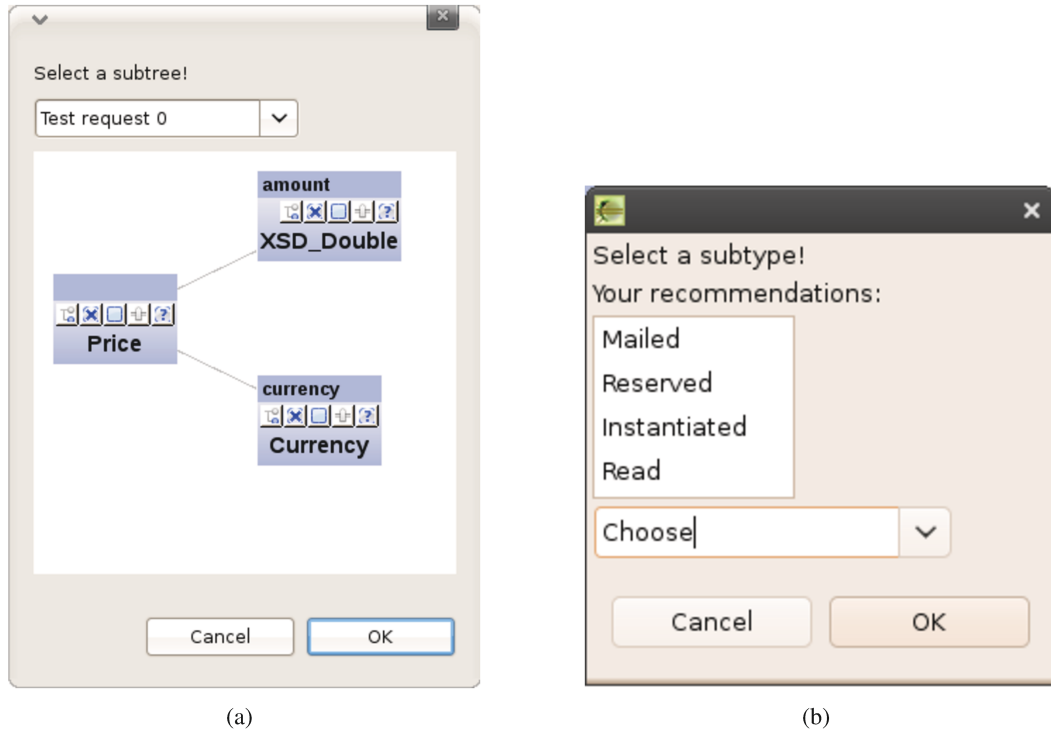 Select a subtree!
Test request 0
amount
XSD_Double
Price
currency
Currency
Cancel
OK
(a)
Select a subtype!
Your recommendations:
Mailed
Reserved
Instantiated
Read
Choose
Cancel
OK
(b)